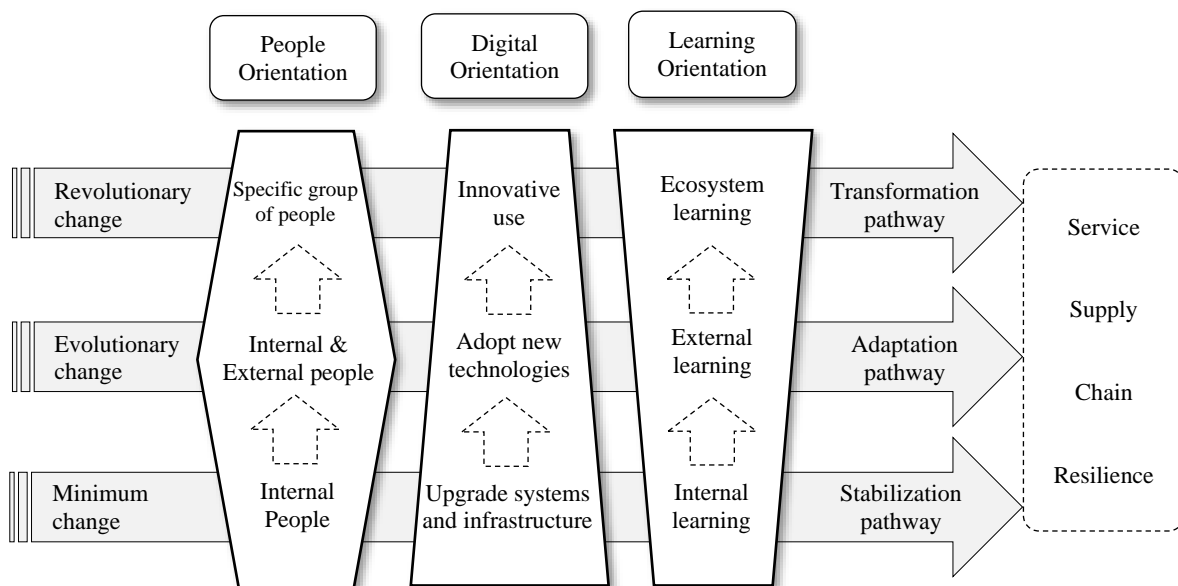 People
Orientation
Digital
Orientation
Learning
Orientation
Revolutionary
change
Specific group
of people
Innovative
use
Ecosystem
learning
Transformation
pathway
Evolutionary
change
Internal &
External people
Adopt new
technologies
External
learning
Adaptation
pathway
Minimum
change
Internal
People
Upgrade systems
and infrastructure
Internal
learning
Stabilization
pathway
Service
Supply
Chain
Resilience